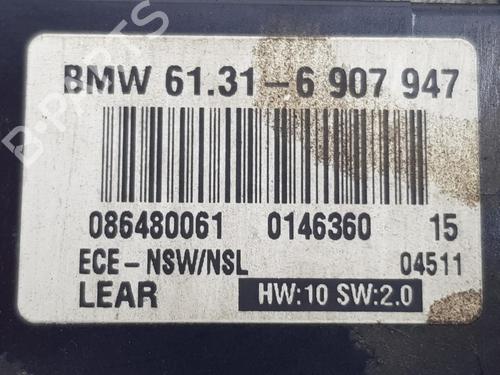 BMW 61.31-6 907 947
086480061 0146360 15
ECE-NSW/NSL 04511
LEAR HW:10 SW:2.0
B-PARTS